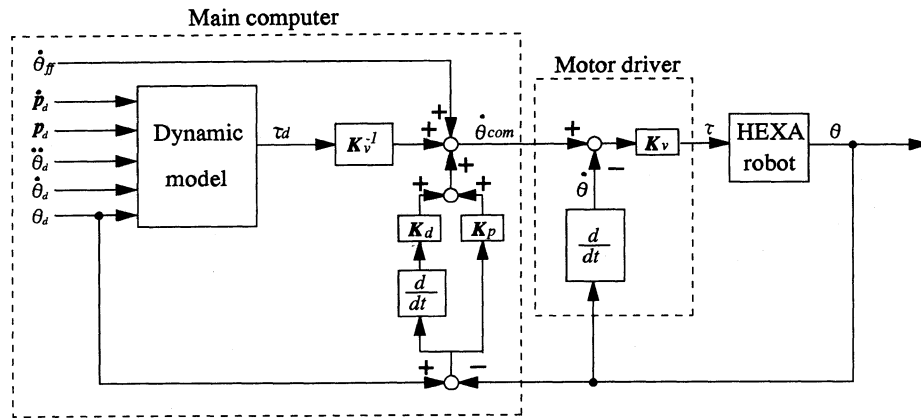 Main computer
θ̇ff
Motor driver
ṗd
pd
θ̈d
θ̇d
θd
Dynamic
model
τd
Kv⁻¹
+
+
+
θ̇com
+
−
θ̇
Kv
τ
HEXA
robot
θ
+
+
Kd
Kp
d
dt
d
dt
+
−